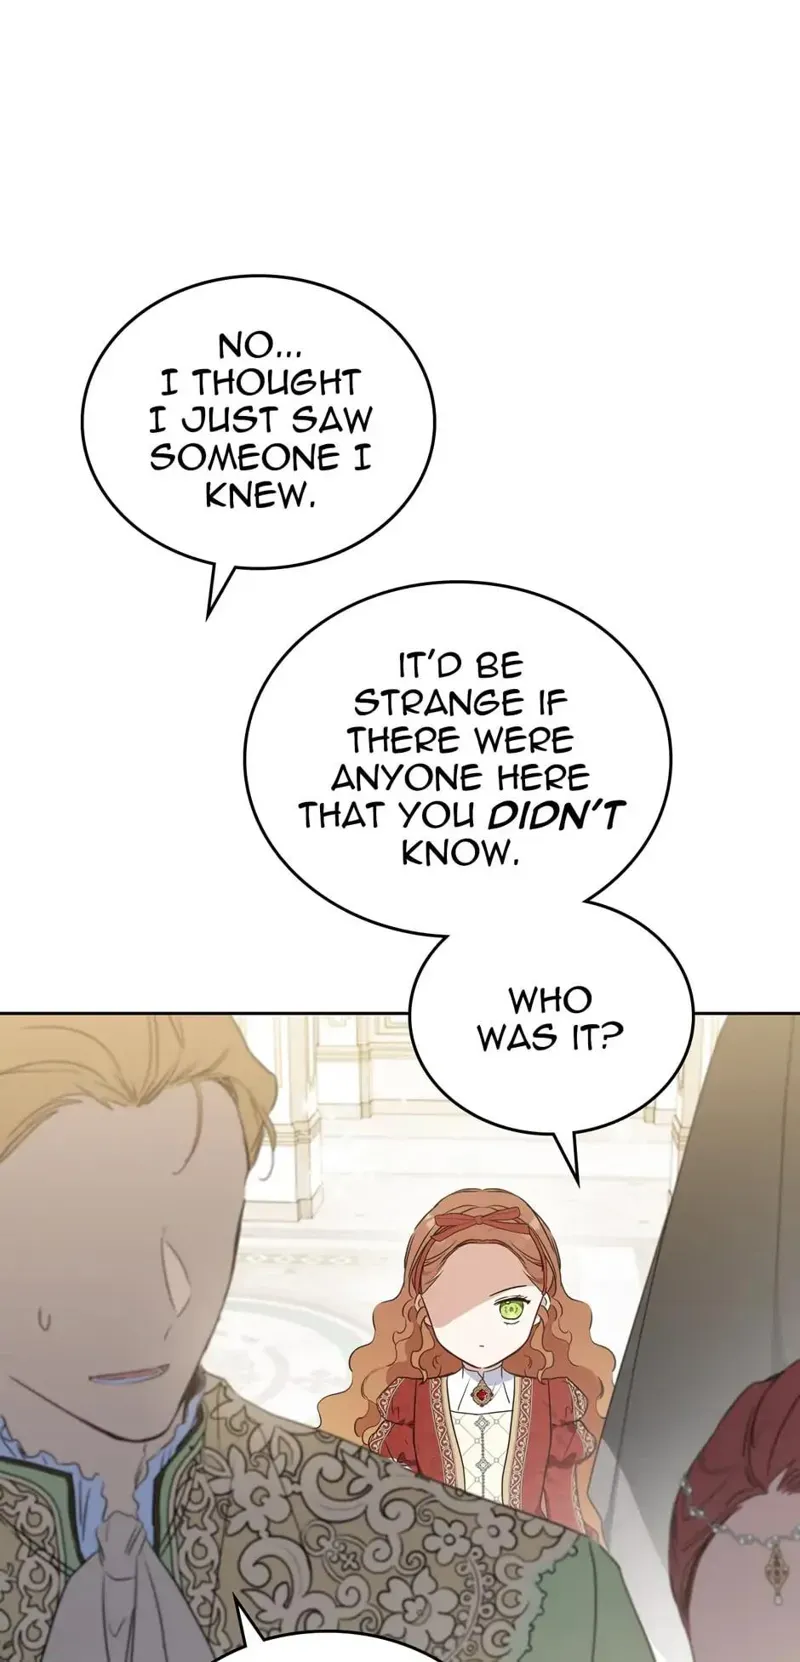 NO...
I THOUGHT
I JUST SAW
SOMEONE I
KNEW.
IT'D BE
STRANGE IF
THERE WERE
ANYONE HERE
THAT YOU DIDN'T
KNOW.
WHO
WAS IT?